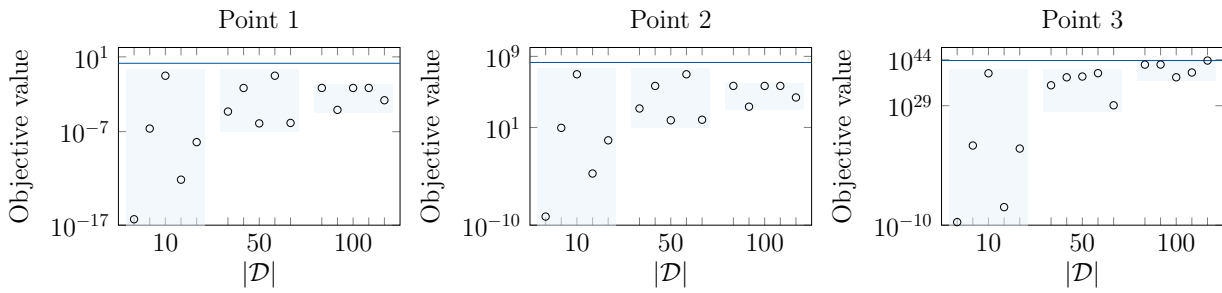 Point 1
Objective value
10^1
10^-7
10^-17
10 50 100
|𝒟|
Point 2
Objective value
10^9
10^1
10^-10
10 50 100
|𝒟|
Point 3
Objective value
10^44
10^29
10^-10
10 50 100
|𝒟|